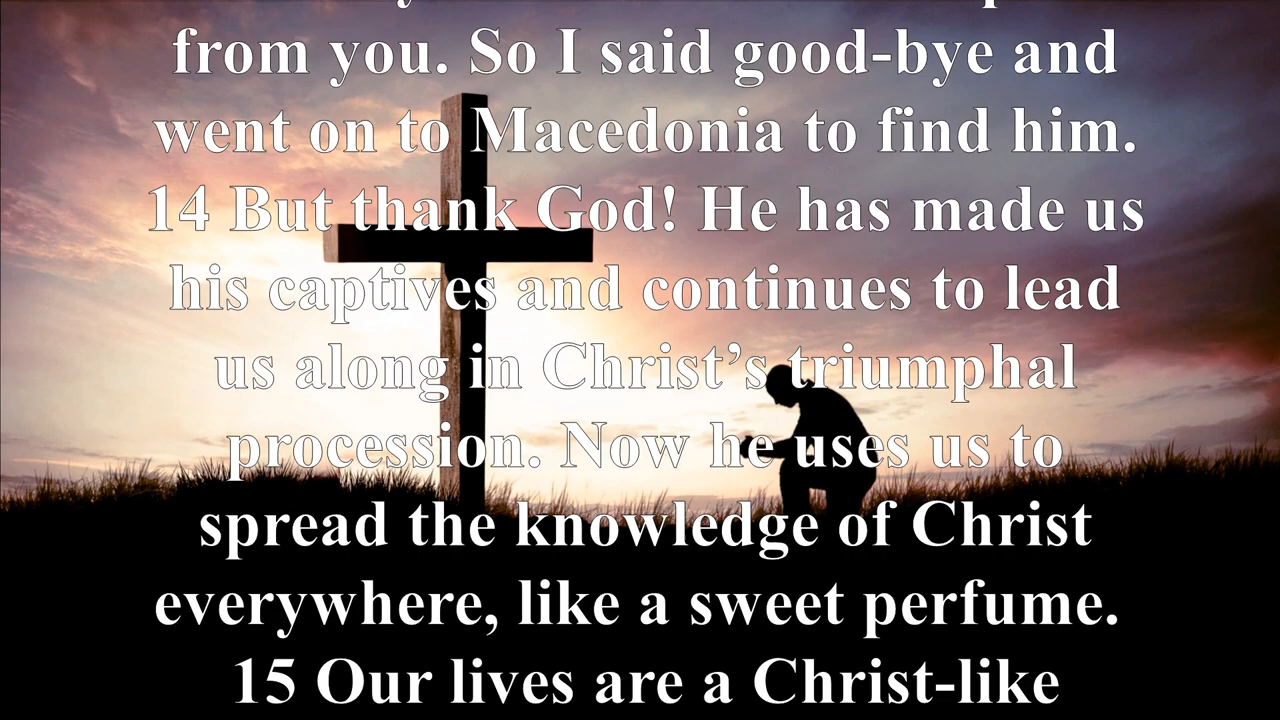 from you. So I said good-bye and
went on to Macedonia to find him.
14 But thank God! He has made us
his captives and continues to lead
us along in Christ’s triumphal
procession. Now he uses us to
spread the knowledge of Christ
everywhere, like a sweet perfume.
15 Our lives are a Christ-like